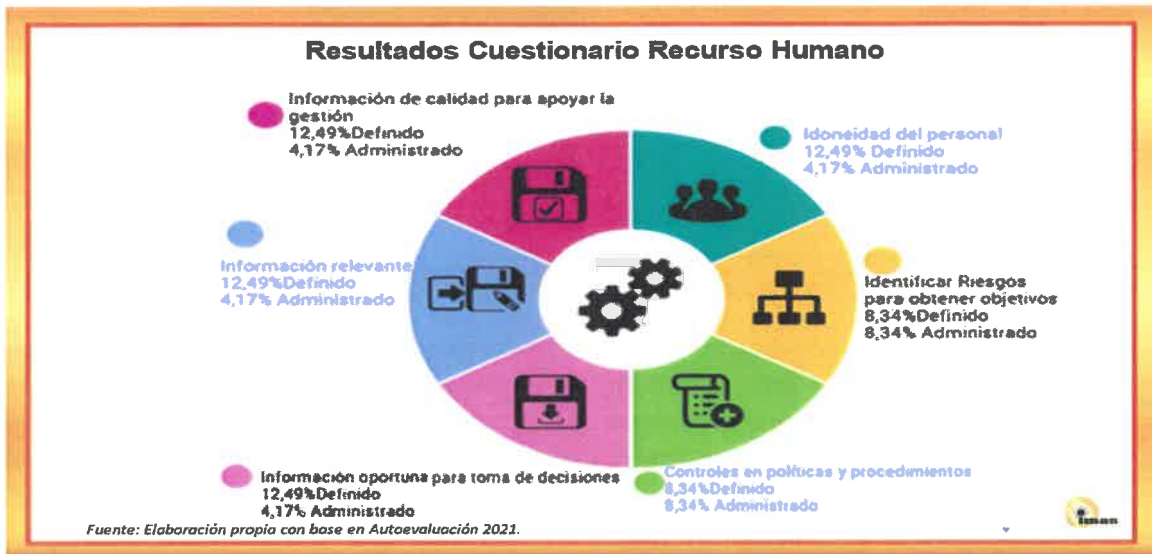 Resultados Cuestionario Recurso Humano
Información de calidad para apoyar la
gestión
12,49%Definido
4,17% Administrado
Idoneidad del personal
12,49% Definido
4,17% Administrado
Información relevante
12,49%Definido
4,17% Administrado
Identificar Riesgos
para obtener objetivos
8,34%Definido
8,34% Administrado
Información oportuna para toma de decisiones
12,49%Definido
4,17% Administrado
Controles en políticas y procedimientos
8,34%Definido
8,34% Administrado
Fuente: Elaboración propia con base en Autoevaluación 2021.
imas